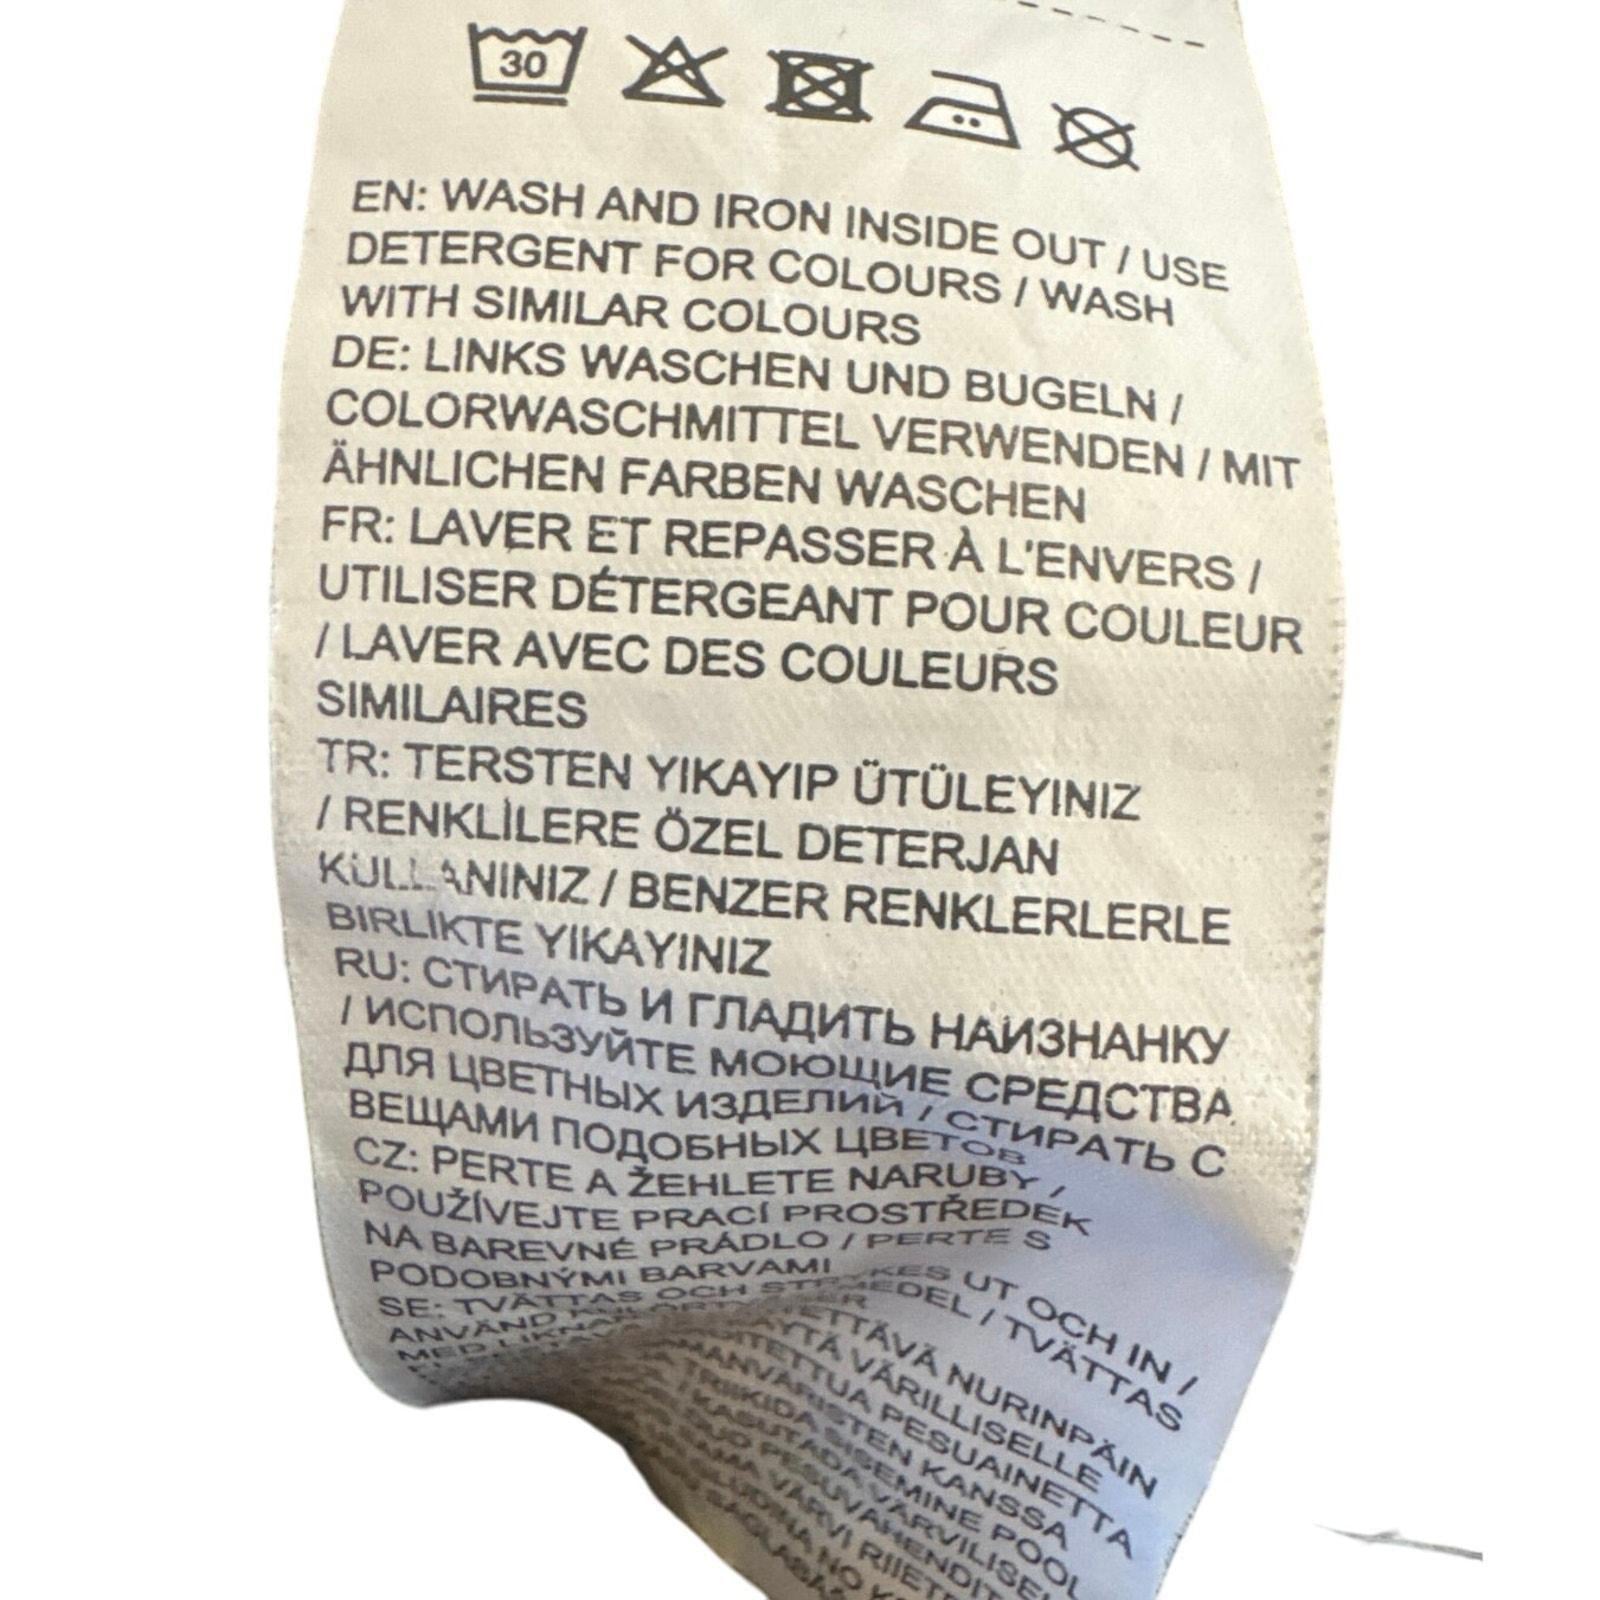 30
EN: WASH AND IRON INSIDE OUT / USE
DETERGENT FOR COLOURS / WASH
WITH SIMILAR COLOURS
DE: LINKS WASCHEN UND BUGELN /
COLORWASCHMITTEL VERWENDEN / MIT
ÄHNLICHEN FARBEN WASCHEN
FR: LAVER ET REPASSER À L'ENVERS /
UTILISER DÉTERGEANT POUR COULEUR
/ LAVER AVEC DES COULEURS
SIMILAIRES
TR: TERSTEN YIKAYIP ÜTÜLEYINIZ
/ RENKLİLERE ÖZEL DETERJAN
KULLANINIZ / BENZER RENKLERLERLE
BIRLIKTE YIKAYINIZ
RU: СТИРАТЬ И ГЛАДИТЬ НАИЗНАНКУ
/ ИСПОЛЬЗУЙТЕ МОЮЩИЕ СРЕДСТВА
ДЛЯ ЦВЕТНЫХ ИЗДЕЛИЙ / СТИРАТЬ С
ВЕЩАМИ ПОДОБНЫХ ЦВЕТОВ
CZ: PERTE A ŽEHLETE NARUBY /
POUŽÍVEJTE PRACÍ PROSTŘEDEK
NA BAREVNÉ PRÁDLO / PERTE S
PODOBNÝMI BARVAMI
SE: TVÄTTAS OCH UT OCH IN /
ANVÄND / TVÄTTAS
MED
NURINPÄIN
VÄRILLISELLE
PESUAINETTA
KANSSA
POOL